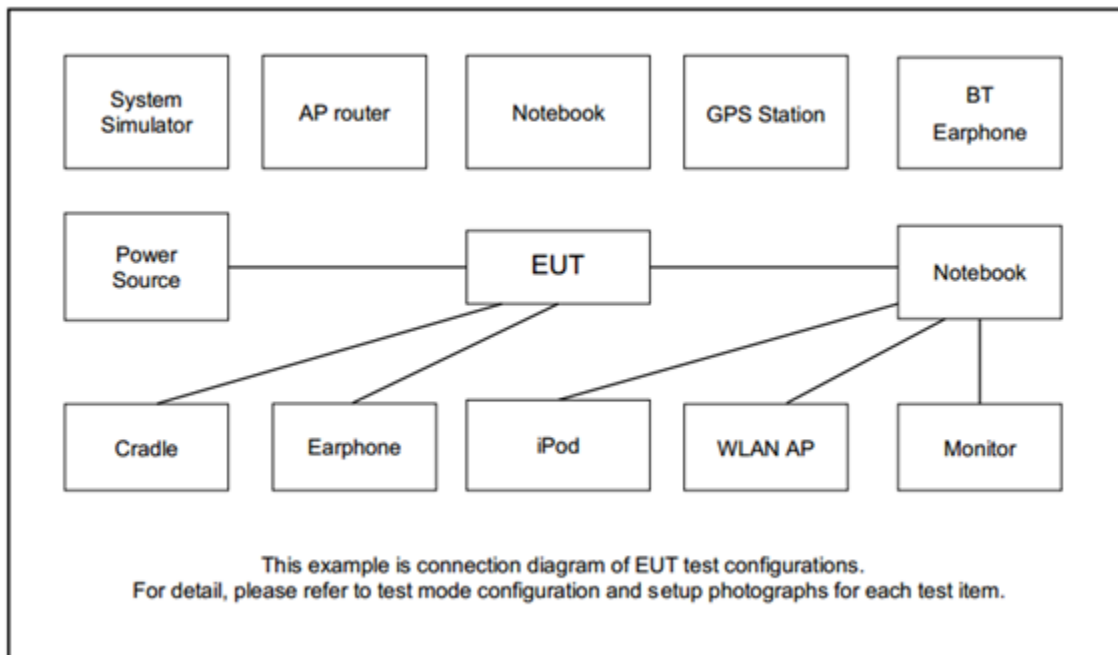 System
Simulator
AP router
Notebook
GPS Station
BT
Earphone
Power
Source
EUT
Notebook
Cradle
Earphone
iPod
WLAN AP
Monitor
This example is connection diagram of EUT test configurations.
For detail, please refer to test mode configuration and setup photographs for each test item.